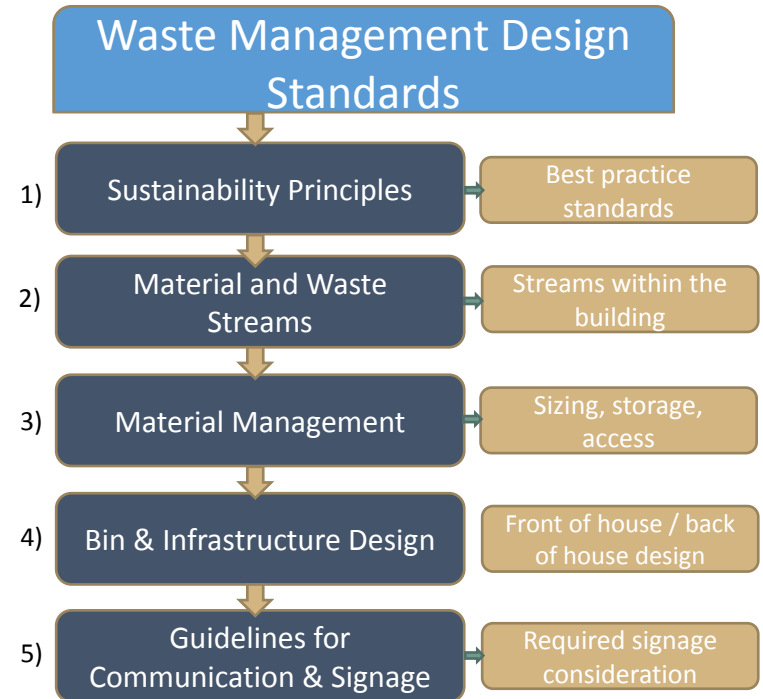 Waste Management Design
Standards
1)
Sustainability Principles
Best practice
standards
2)
Material and Waste
Streams
Streams within the
building
3)
Material Management
Sizing, storage,
access
4)
Bin & Infrastructure Design
Front of house / back
of house design
5)
Guidelines for
Communication & Signage
Required signage
consideration